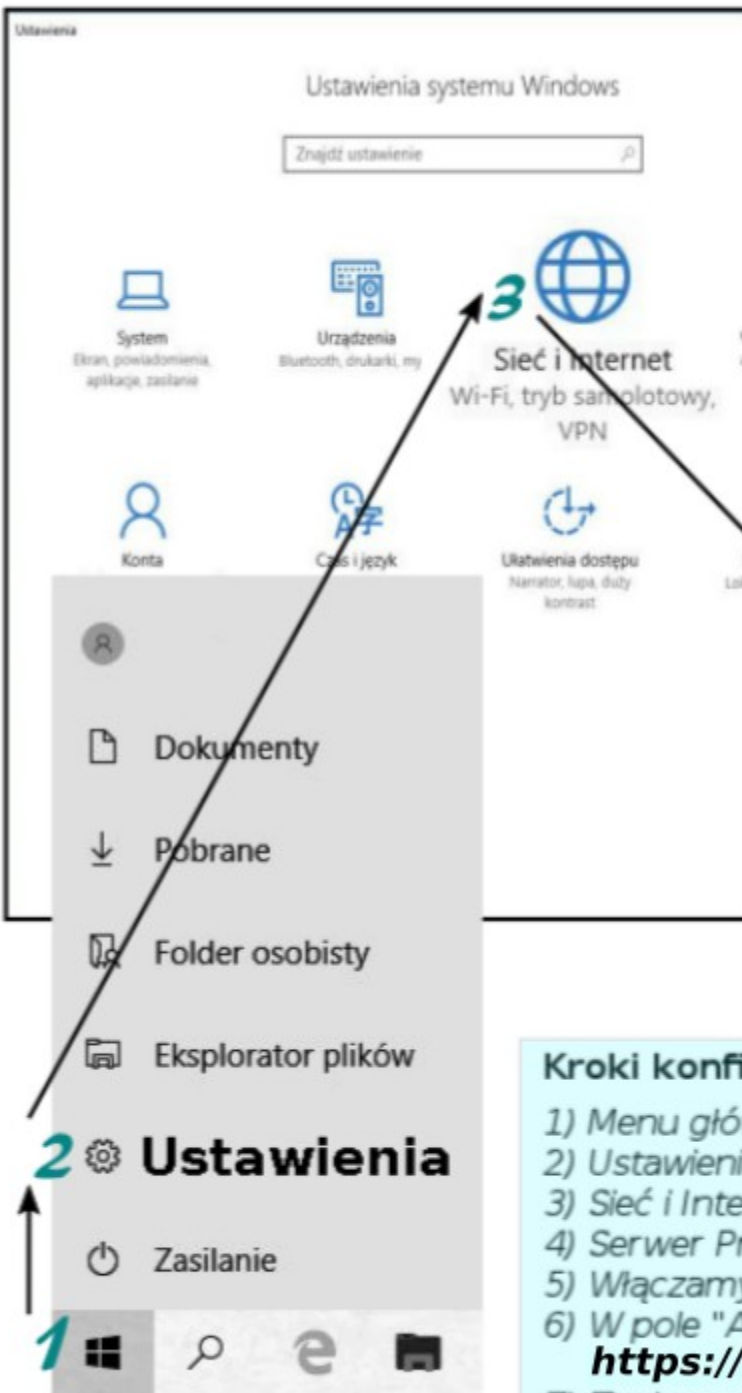 Ustawienia
Ustawienia systemu Windows
Znajdź ustawienie
3
System
Ekran, powiadomienia,
aplikacje, zasilanie
Urządzenia
Bluetooth, drukarki, my
Sieć i Internet
Wi-Fi, tryb samolotowy,
VPN
Konta
Czas i język
Ułatwienia dostępu
Narrator, lupa, duży
kontrast
Dokumenty
Pobrane
Folder osobisty
Eksplorator plików
2 Ustawienia
Zasilanie
1
Kroki konfi
1) Menu głó
2) Ustawieni
3) Sieć i Inte
4) Serwer Pr
5) Włączamy
6) W pole "A
https://